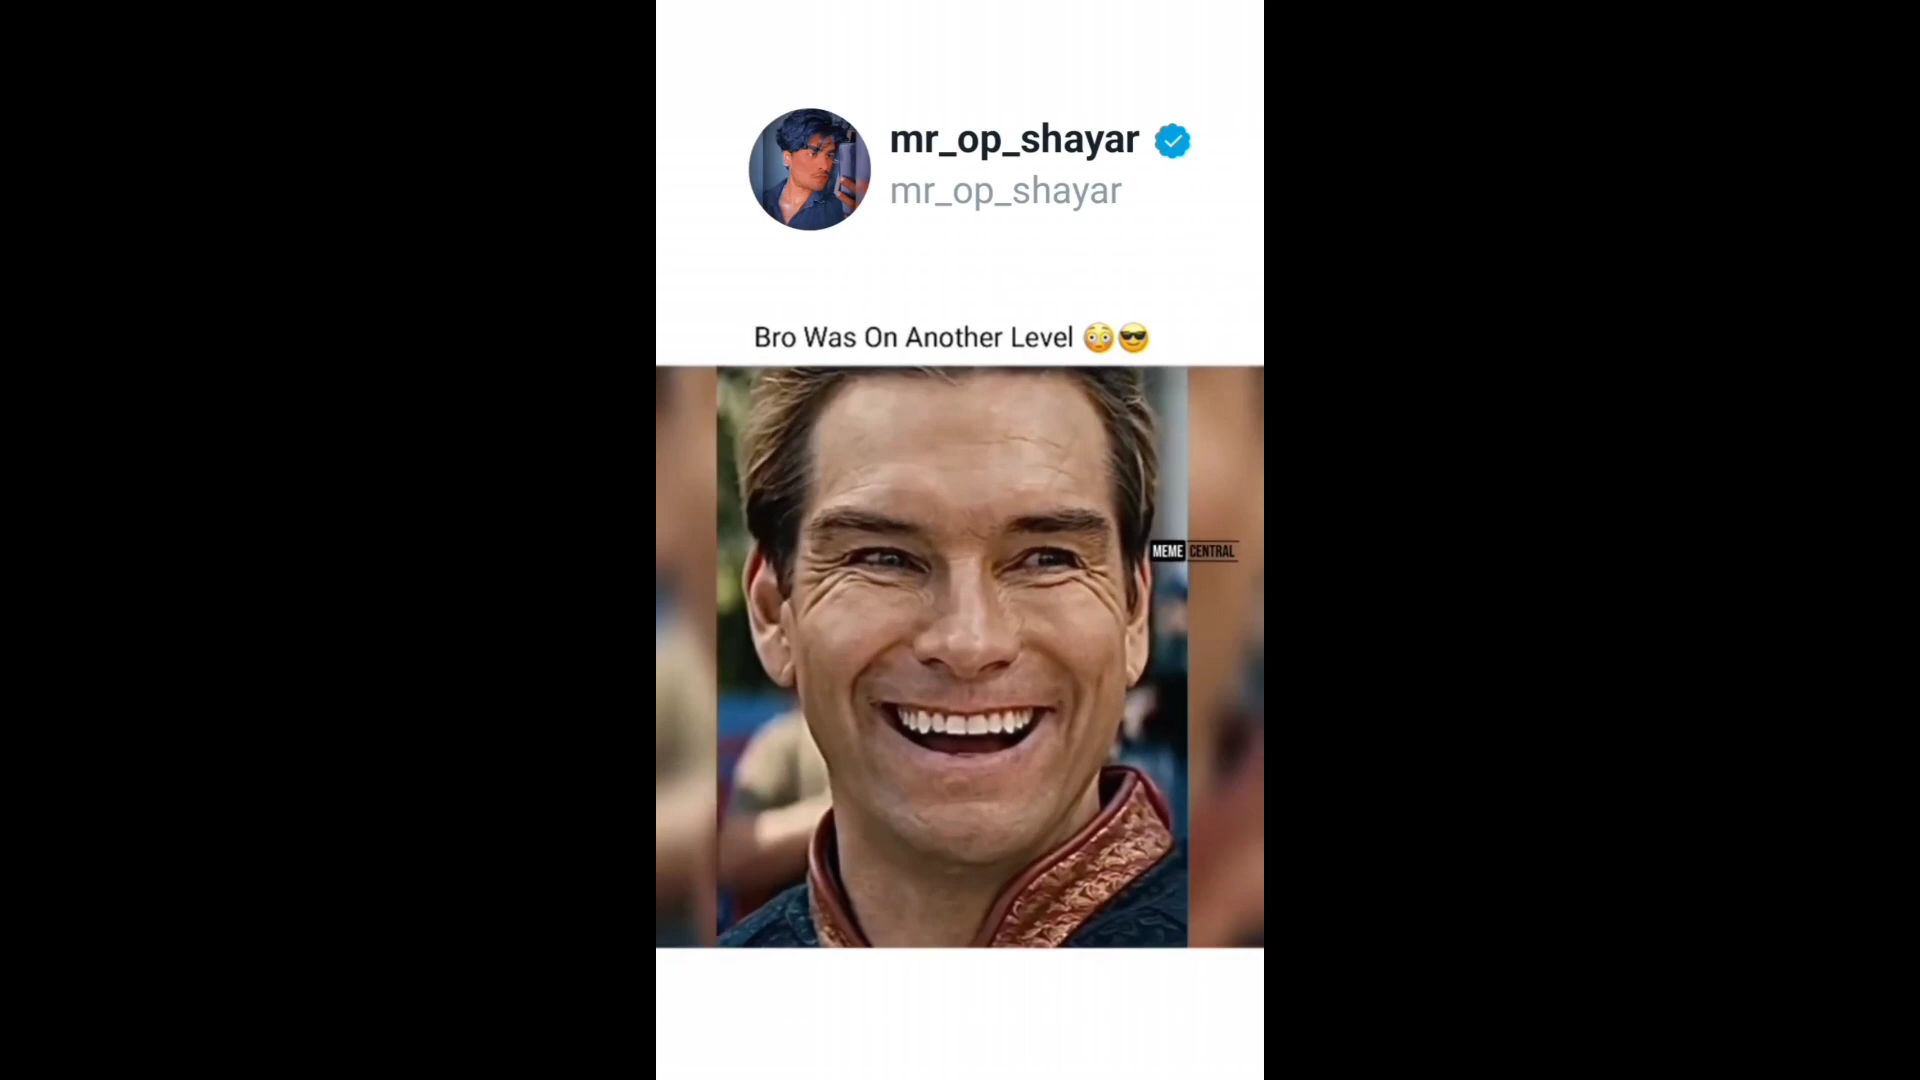 mr_op_shayar
mr_op_shayar
Bro Was On Another Level 😳😎
MEME CENTRAL